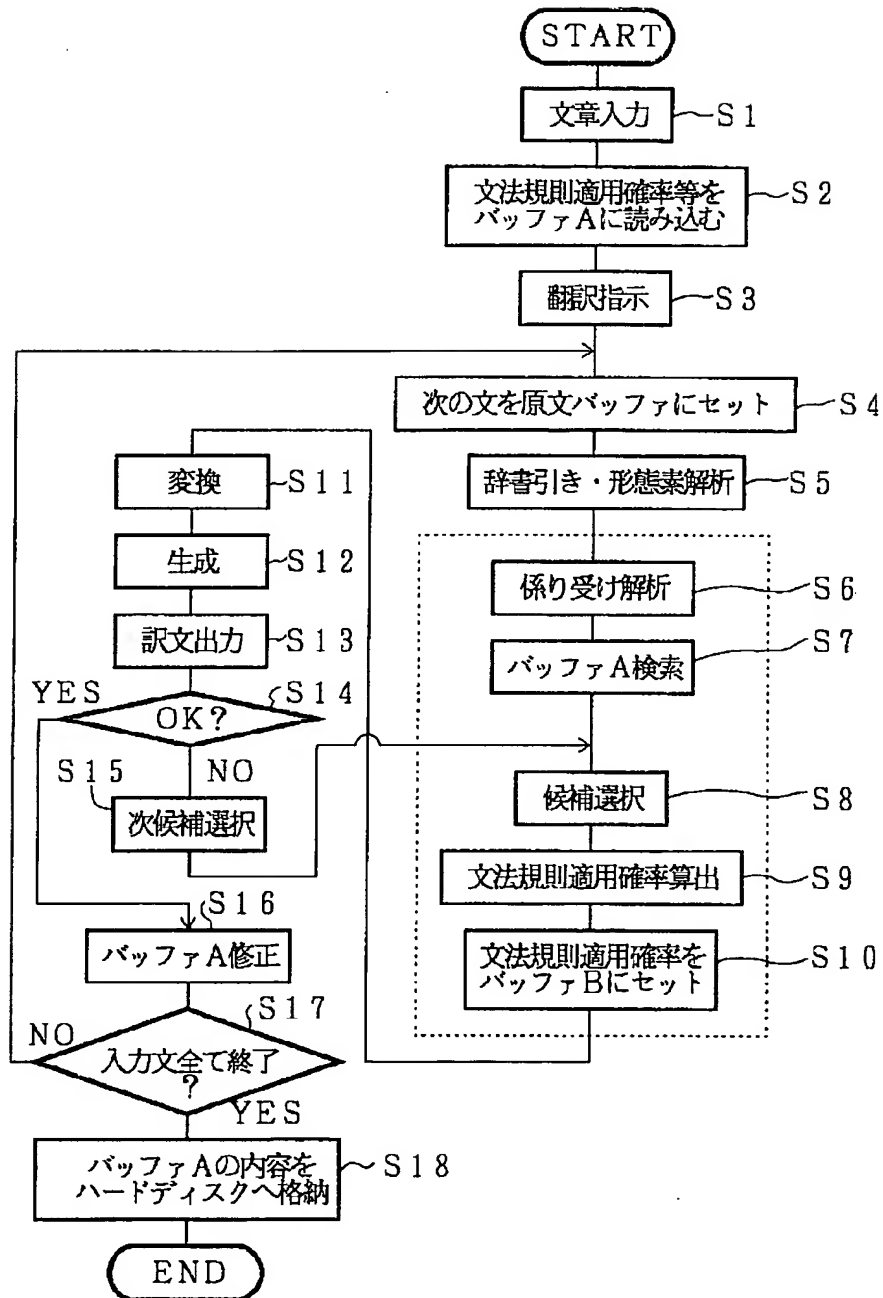 START
文章入力
S1
文法規則適用確率等を
バッファAに読み込む
S2
翻訳指示
S3
次の文を原文バッファにセット
S4
辞書引き・形態素解析
S5
係り受け解析
S6
バッファA検索
S7
候補選択
S8
文法規則適用確率算出
S9
文法規則適用確率を
バッファBにセット
S10
変換
S11
生成
S12
訳文出力
S13
YES
OK?
S14
NO
S15
次候補選択
S16
バッファA修正
S17
NO
入力文全て終了
?
YES
バッファAの内容を
ハードディスクへ格納
S18
END